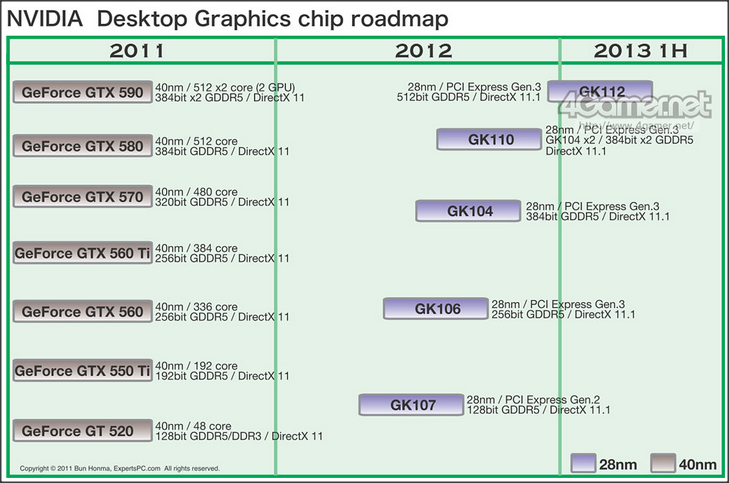 NVIDIA Desktop Graphics chip roadmap
2011
2012
2013 1H
GeForce GTX 590
40nm / 512 x2 core (2 GPU)
384bit x2 GDDR5 / DirectX 11
28nm / PCI Express Gen.3
512bit GDDR5 / DirectX 11.1
GK112
4Gamer.net
http://www.4gamer.net/
GeForce GTX 580
40nm / 512 core
384bit GDDR5 / DirectX 11
GK110
28nm / PCI Express Gen.3
GK104 x2 / 384bit x2 GDDR5
DirectX 11.1
GeForce GTX 570
40nm / 480 core
320bit GDDR5 / DirectX 11
GK104
28nm / PCI Express Gen.3
384bit GDDR5 / DirectX 11.1
GeForce GTX 560 Ti
40nm / 384 core
256bit GDDR5 / DirectX 11
GeForce GTX 560
40nm / 336 core
256bit GDDR5 / DirectX 11
GK106
28nm / PCI Express Gen.3
256bit GDDR5 / DirectX 11.1
GeForce GTX 550 Ti
40nm / 192 core
192bit GDDR5 / DirectX 11
GK107
28nm / PCI Express Gen.2
128bit GDDR5 / DirectX 11.1
GeForce GT 520
40nm / 48 core
128bit GDDR5/DDR3 / DirectX 11
Copyright © 2011 Bun Honma, ExpertsPC.com All rights reserved.
28nm
40nm